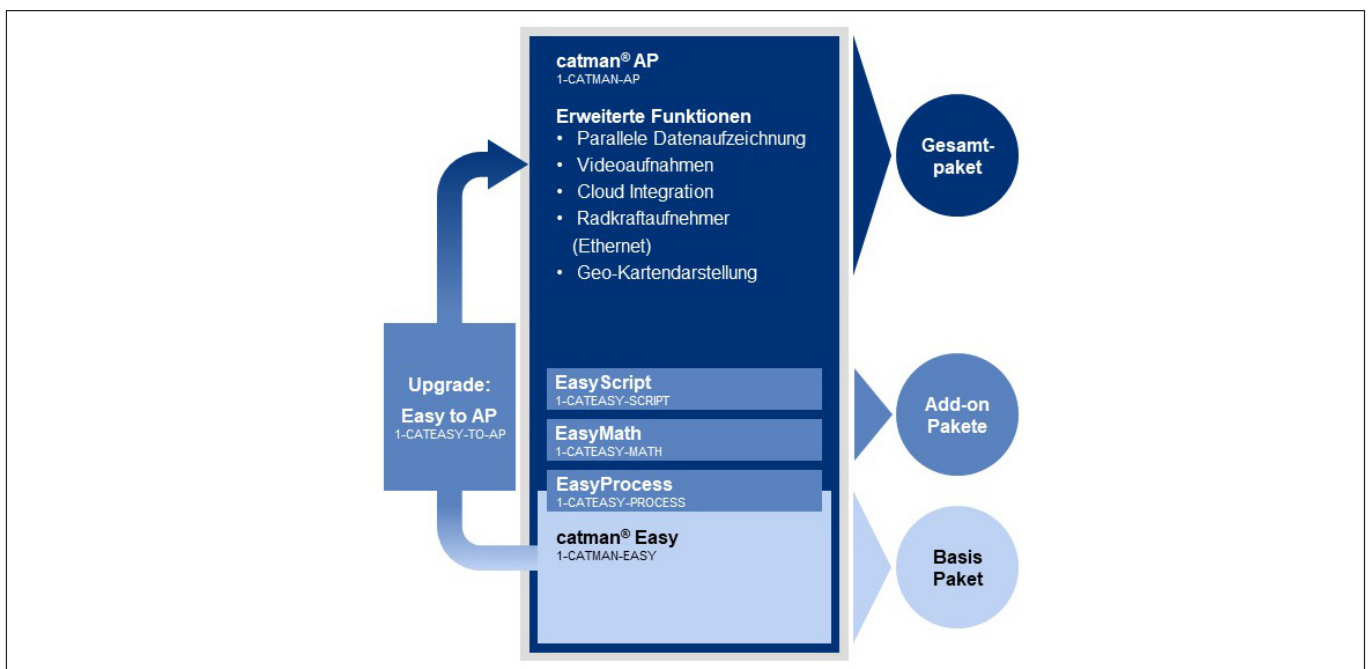 catman® AP
1-CATMAN-AP
Erweiterte Funktionen
• Parallele Datenaufzeichnung
• Videoaufnahmen
• Cloud Integration
• Radkraftaufnehmer
(Ethernet)
• Geo-Kartendarstellung
Gesamt-
paket
Upgrade:
Easy to AP
1-CATEASY-TO-AP
EasyScript
1-CATEASY-SCRIPT
EasyMath
1-CATEASY-MATH
EasyProcess
1-CATEASY-PROCESS
Add-on
Pakete
catman® Easy
1-CATMAN-EASY
Basis
Paket